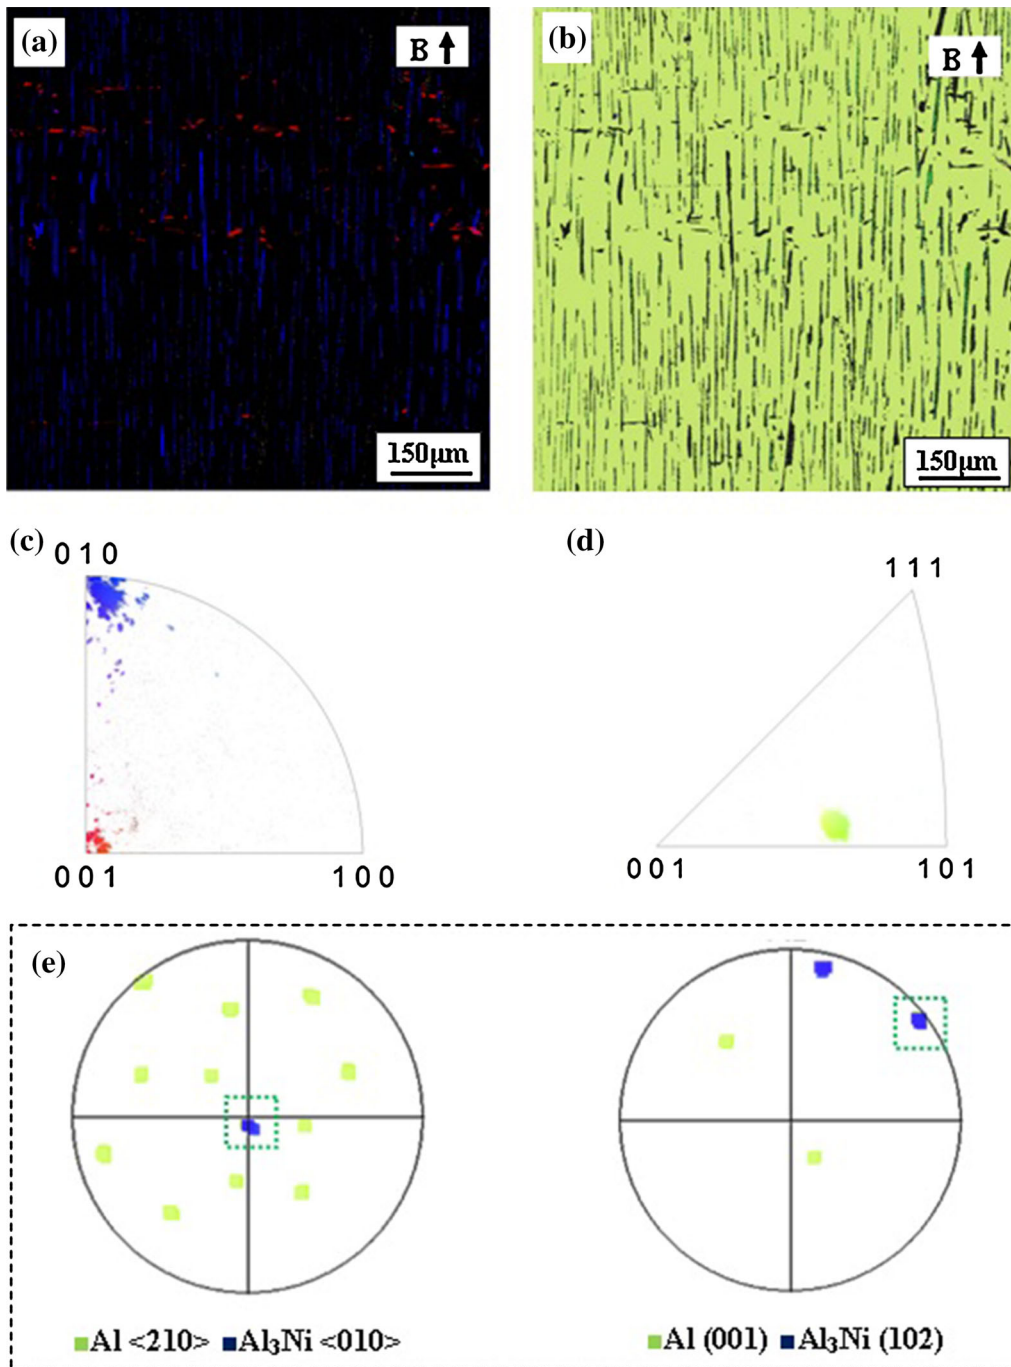 (a)
B ↑
150μm
(b)
B ↑
150μm
(c)
0 1 0
0 0 1
1 0 0
(d)
1 1 1
0 0 1
1 0 1
(e)
Al <210> Al₃Ni <010>
Al (001) Al₃Ni (102)